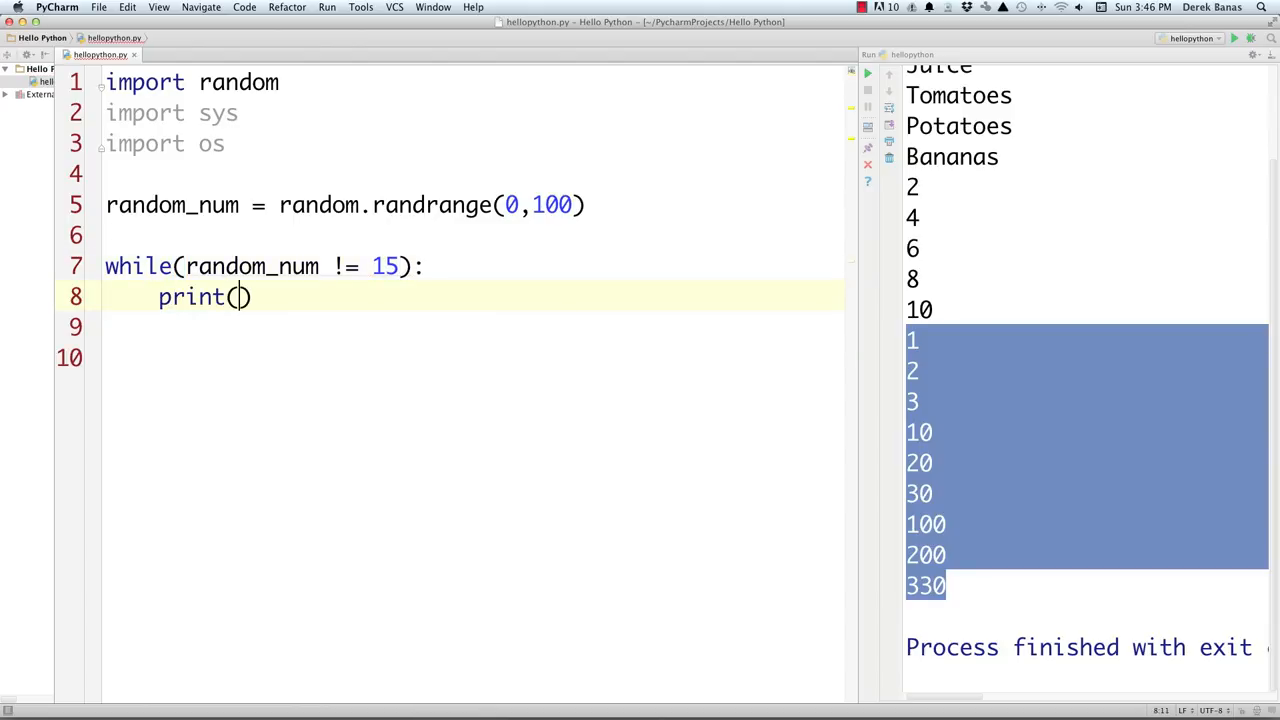 PyCharm File Edit View Navigate Code Refactor Run Tools VCS Window Help 10 Sun 3:46 PM Derek Banas
hellopython.py - Hello Python - [~/PycharmProjects/Hello Python]
Hello Python hellopython.py hellopython
hellopython.py Run hellopython
Hello P
hell
Externa
1 import random
2 import sys
3 import os
4
5 random_num = random.randrange(0,100)
6
7 while(random_num != 15):
8 print()
9
10
Juice
Tomatoes
Potatoes
Bananas
2
4
6
8
10
1
2
3
10
20
30
100
200
330
Process finished with exit
8:11 LF UTF-8